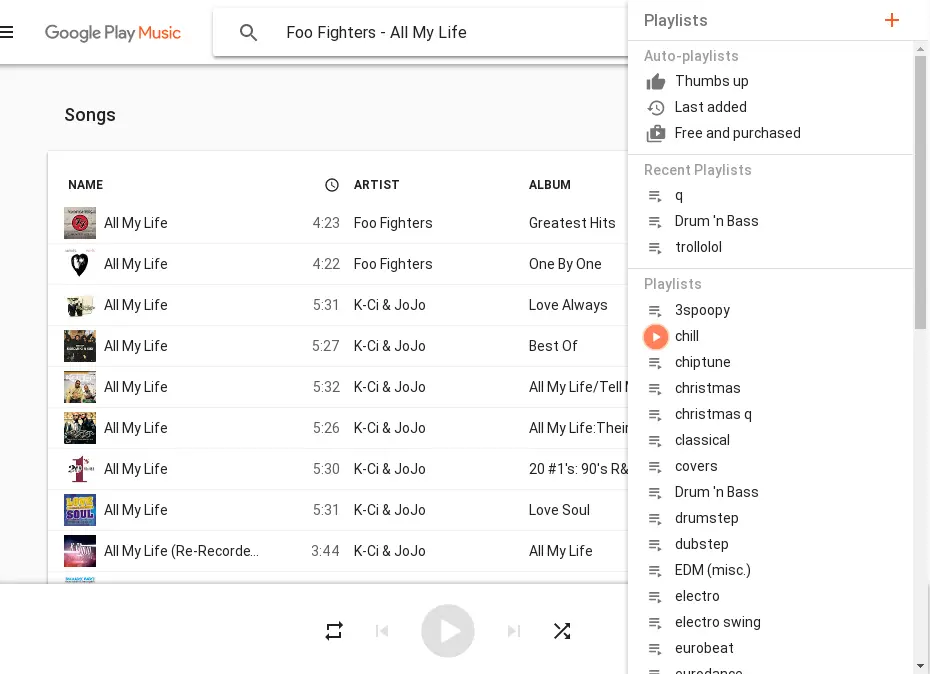 Google Play Music
Foo Fighters - All My Life
Songs
NAME ARTIST ALBUM
All My Life 4:23 Foo Fighters Greatest Hits
All My Life 4:22 Foo Fighters One By One
All My Life 5:31 K-Ci & JoJo Love Always
All My Life 5:27 K-Ci & JoJo Best Of
All My Life 5:32 K-Ci & JoJo All My Life/Tell
All My Life 5:26 K-Ci & JoJo All My Life:Their
All My Life 5:30 K-Ci & JoJo 20 #1's: 90's R&
All My Life 5:31 K-Ci & JoJo Love Soul
All My Life (Re-Recorde... 3:44 K-Ci & JoJo All My Life
Playlists
Auto-playlists
Thumbs up
Last added
Free and purchased
Recent Playlists
q
Drum 'n Bass
trollolol
Playlists
3spoopy
chill
chiptune
christmas
christmas q
classical
covers
Drum 'n Bass
drumstep
dubstep
EDM (misc.)
electro
electro swing
eurobeat
eurodance